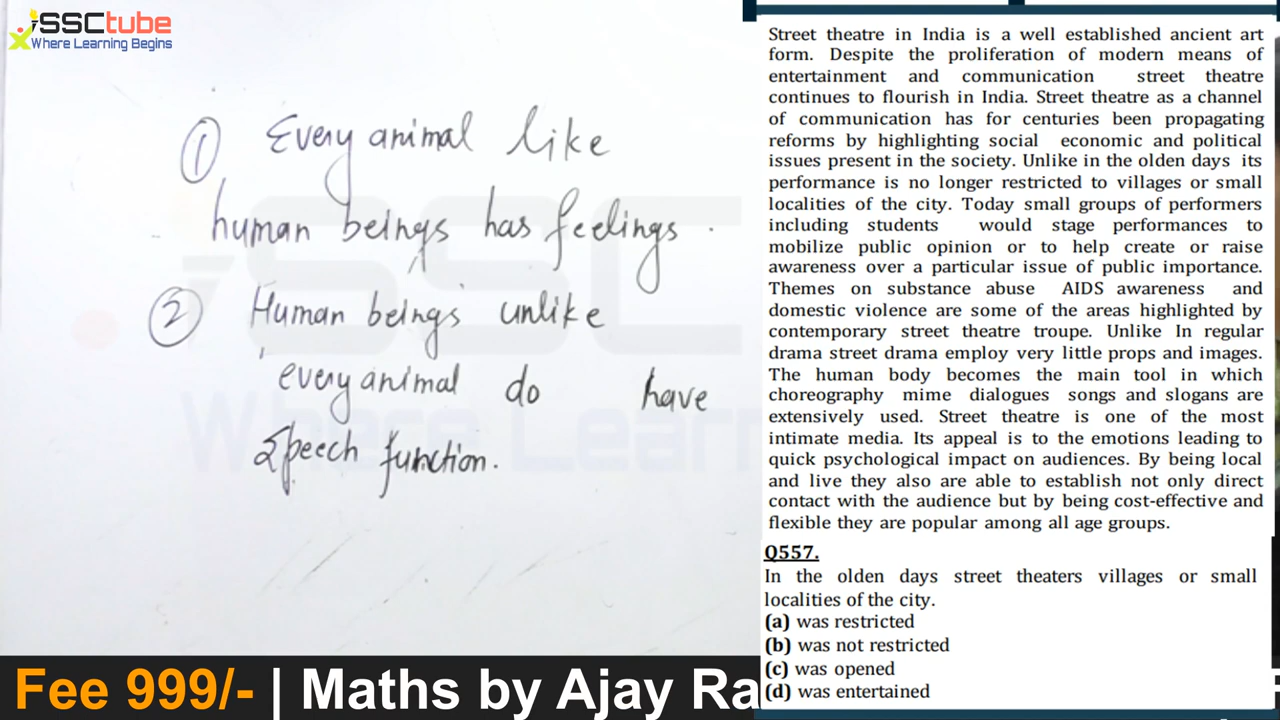 SSCtube
Where Learning Begins
① Every animal like
human beings has feelings.
② Human beings unlike
every animal do have
speech function.
Street theatre in India is a well established ancient art
form. Despite the proliferation of modern means of
entertainment and communication street theatre
continues to flourish in India. Street theatre as a channel
of communication has for centuries been propagating
reforms by highlighting social economic and political
issues present in the society. Unlike in the olden days its
performance is no longer restricted to villages or small
localities of the city. Today small groups of performers
including students would stage performances to
mobilize public opinion or to help create or raise
awareness over a particular issue of public importance.
Themes on substance abuse AIDS awareness and
domestic violence are some of the areas highlighted by
contemporary street theatre troupe. Unlike In regular
drama street drama employ very little props and images.
The human body becomes the main tool in which
choreography mime dialogues songs and slogans are
extensively used. Street theatre is one of the most
intimate media. Its appeal is to the emotions leading to
quick psychological impact on audiences. By being local
and live they also are able to establish not only direct
contact with the audience but by being cost-effective and
flexible they are popular among all age groups.
Q557.
In the olden days street theaters villages or small
localities of the city.
(a) was restricted
(b) was not restricted
(c) was opened
(d) was entertained
Fee 999/- | Maths by Ajay Ra